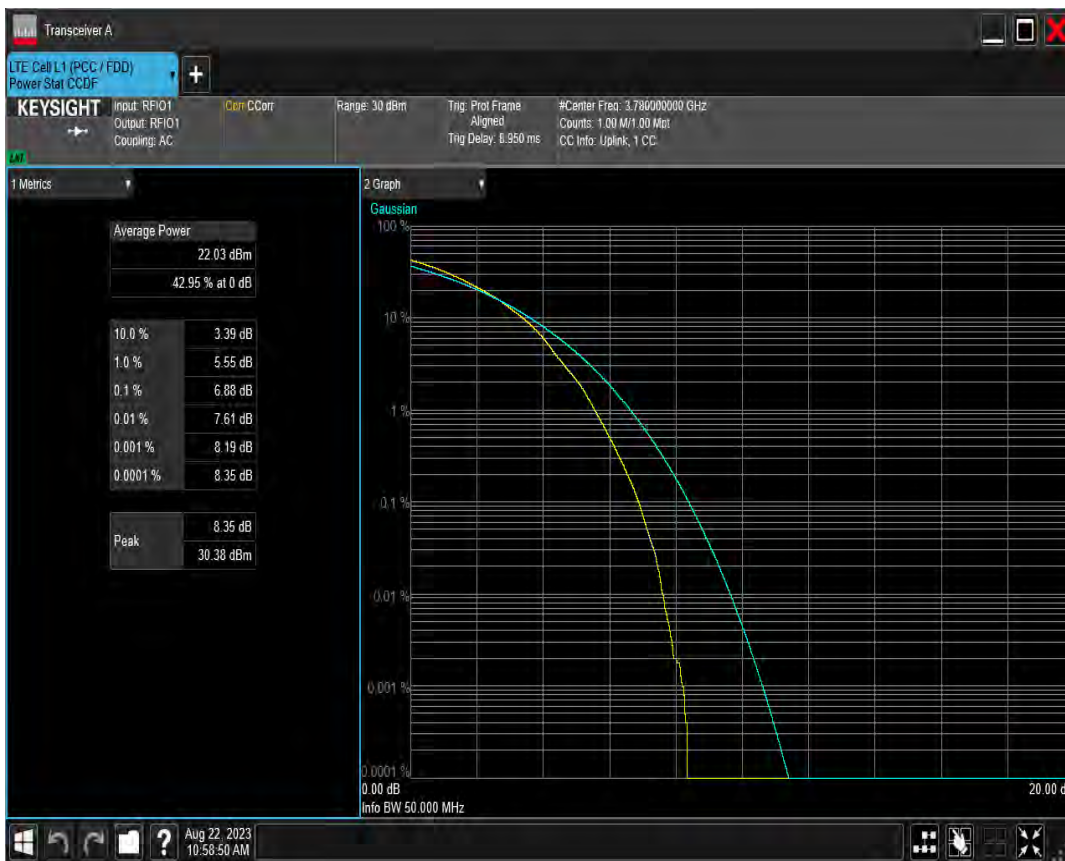 Transceiver A
LTE Cell L1 (PCC / FDD)
Power Stat CCDF
KEYSIGHT
Input: RFIO1
Output: RFIO1
Coupling: AC
Corr CCorr
Range: 30 dBm
Trig: Prot Frame
Aligned
Trig Delay: 6.950 ms
#Center Freq: 3.780000000 GHz
Counts: 1.00 M/1.00 Mpt
CC Info: Uplink, 1 CC
1 Metrics
Average Power
22.03 dBm
42.95 % at 0 dB
10.0 % 3.39 dB
1.0 % 5.55 dB
0.1 % 6.88 dB
0.01 % 7.61 dB
0.001 % 8.19 dB
0.0001 % 8.35 dB
Peak
8.35 dB
30.38 dBm
2 Graph
Gaussian
100 %
10 %
1 %
0.1 %
0.01 %
0.001 %
0.0001 %
0.00 dB
20.00 d
Info BW 50.000 MHz
?
Aug 22, 2023
10:58:50 AM